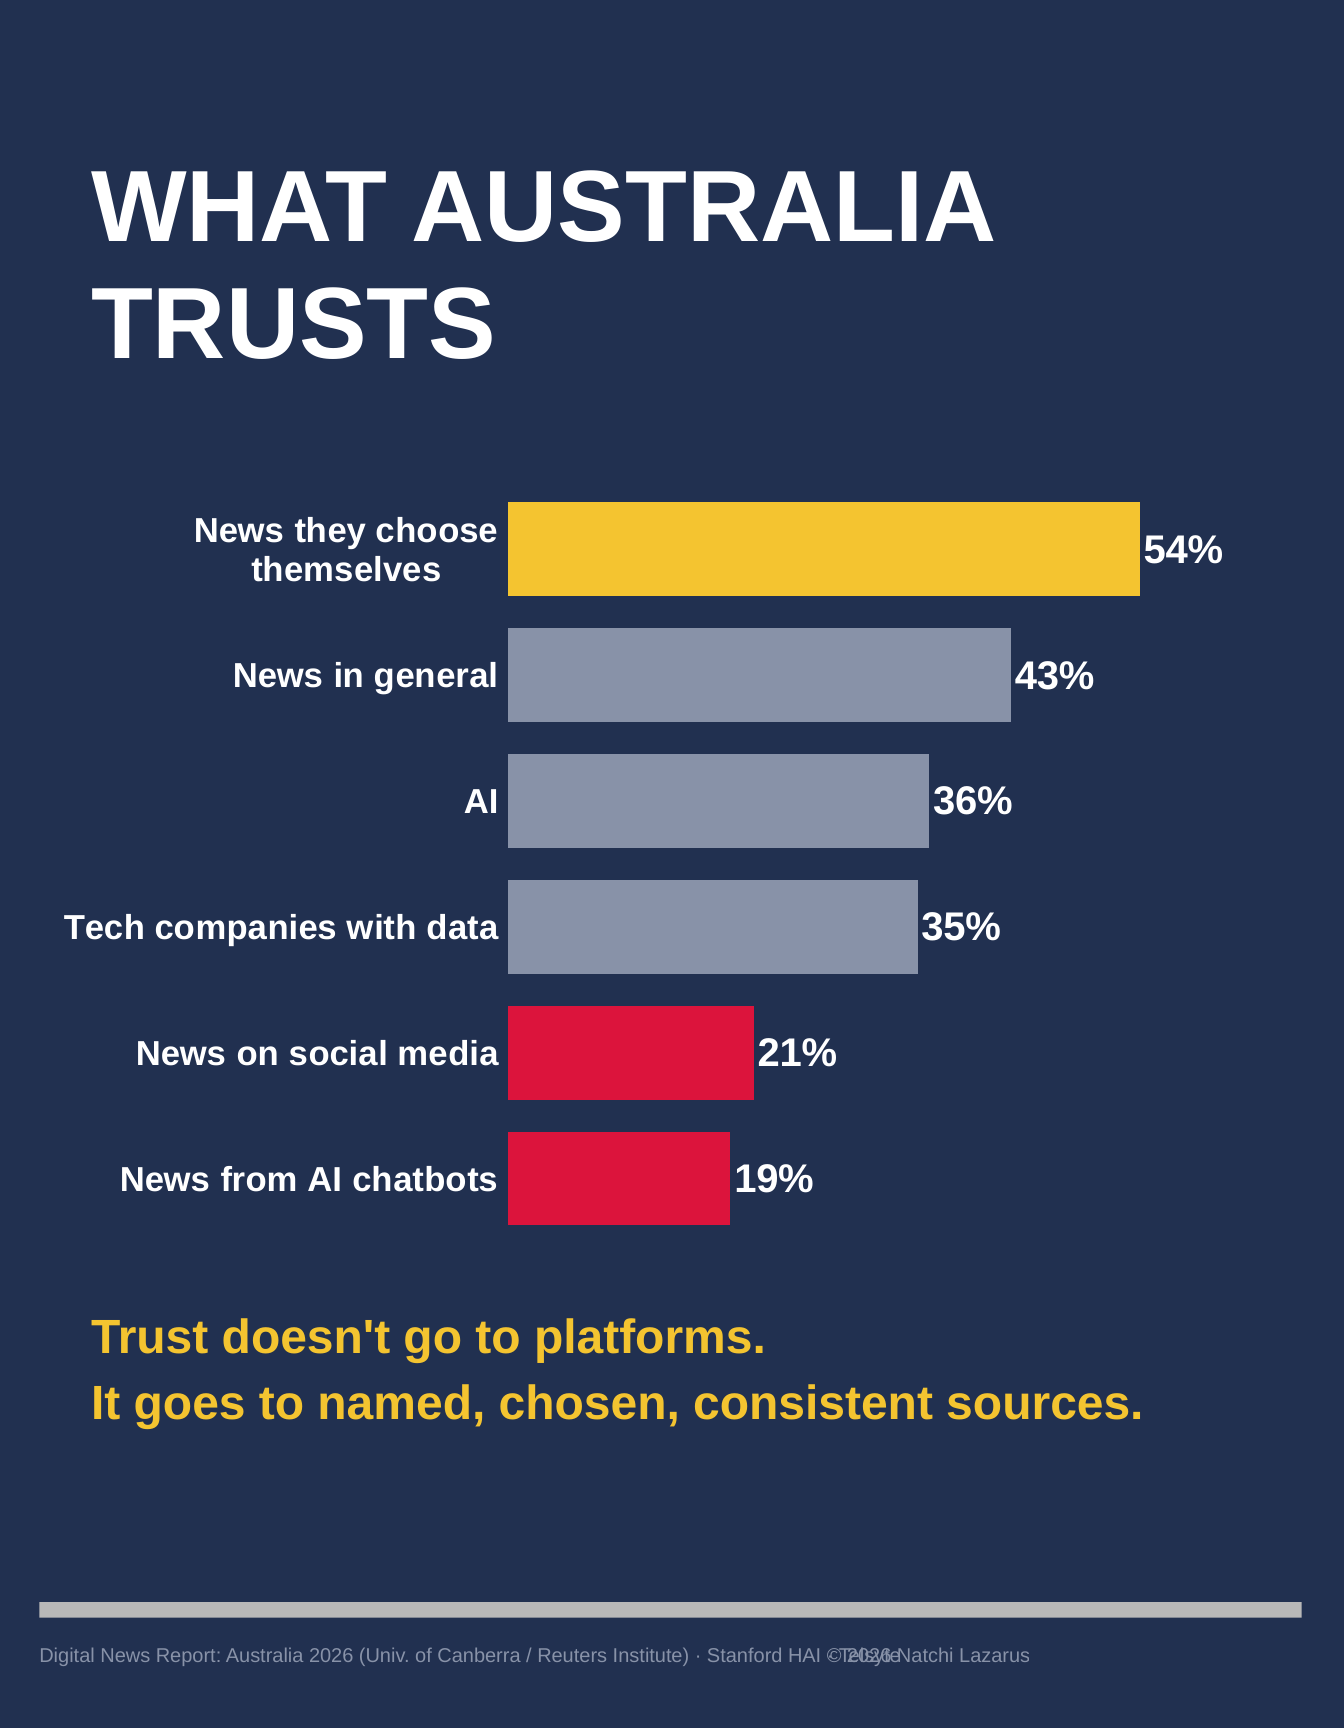 WHAT AUSTRALIA
TRUSTS
News they choose
themselves
54%
News in general
43%
AI
36%
Tech companies with data
35%
News on social media
21%
News from AI chatbots
19%
Trust doesn't go to platforms.
It goes to named, chosen, consistent sources.
Digital News Report: Australia 2026 (Univ. of Canberra / Reuters Institute) · Stanford HAI · Telsyte
© 2026 Natchi Lazarus